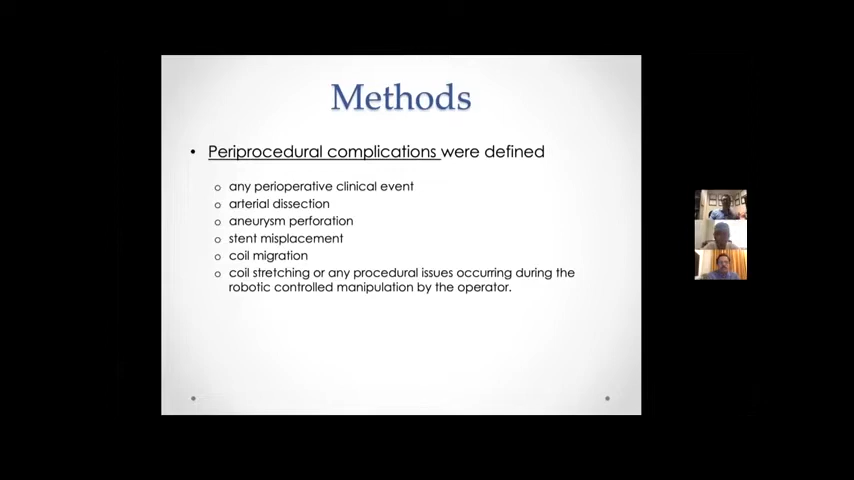 Methods
• Periprocedural complications were defined
o any perioperative clinical event
o arterial dissection
o aneurysm perforation
o stent misplacement
o coil migration
o coil stretching or any procedural issues occurring during the
robotic controlled manipulation by the operator.